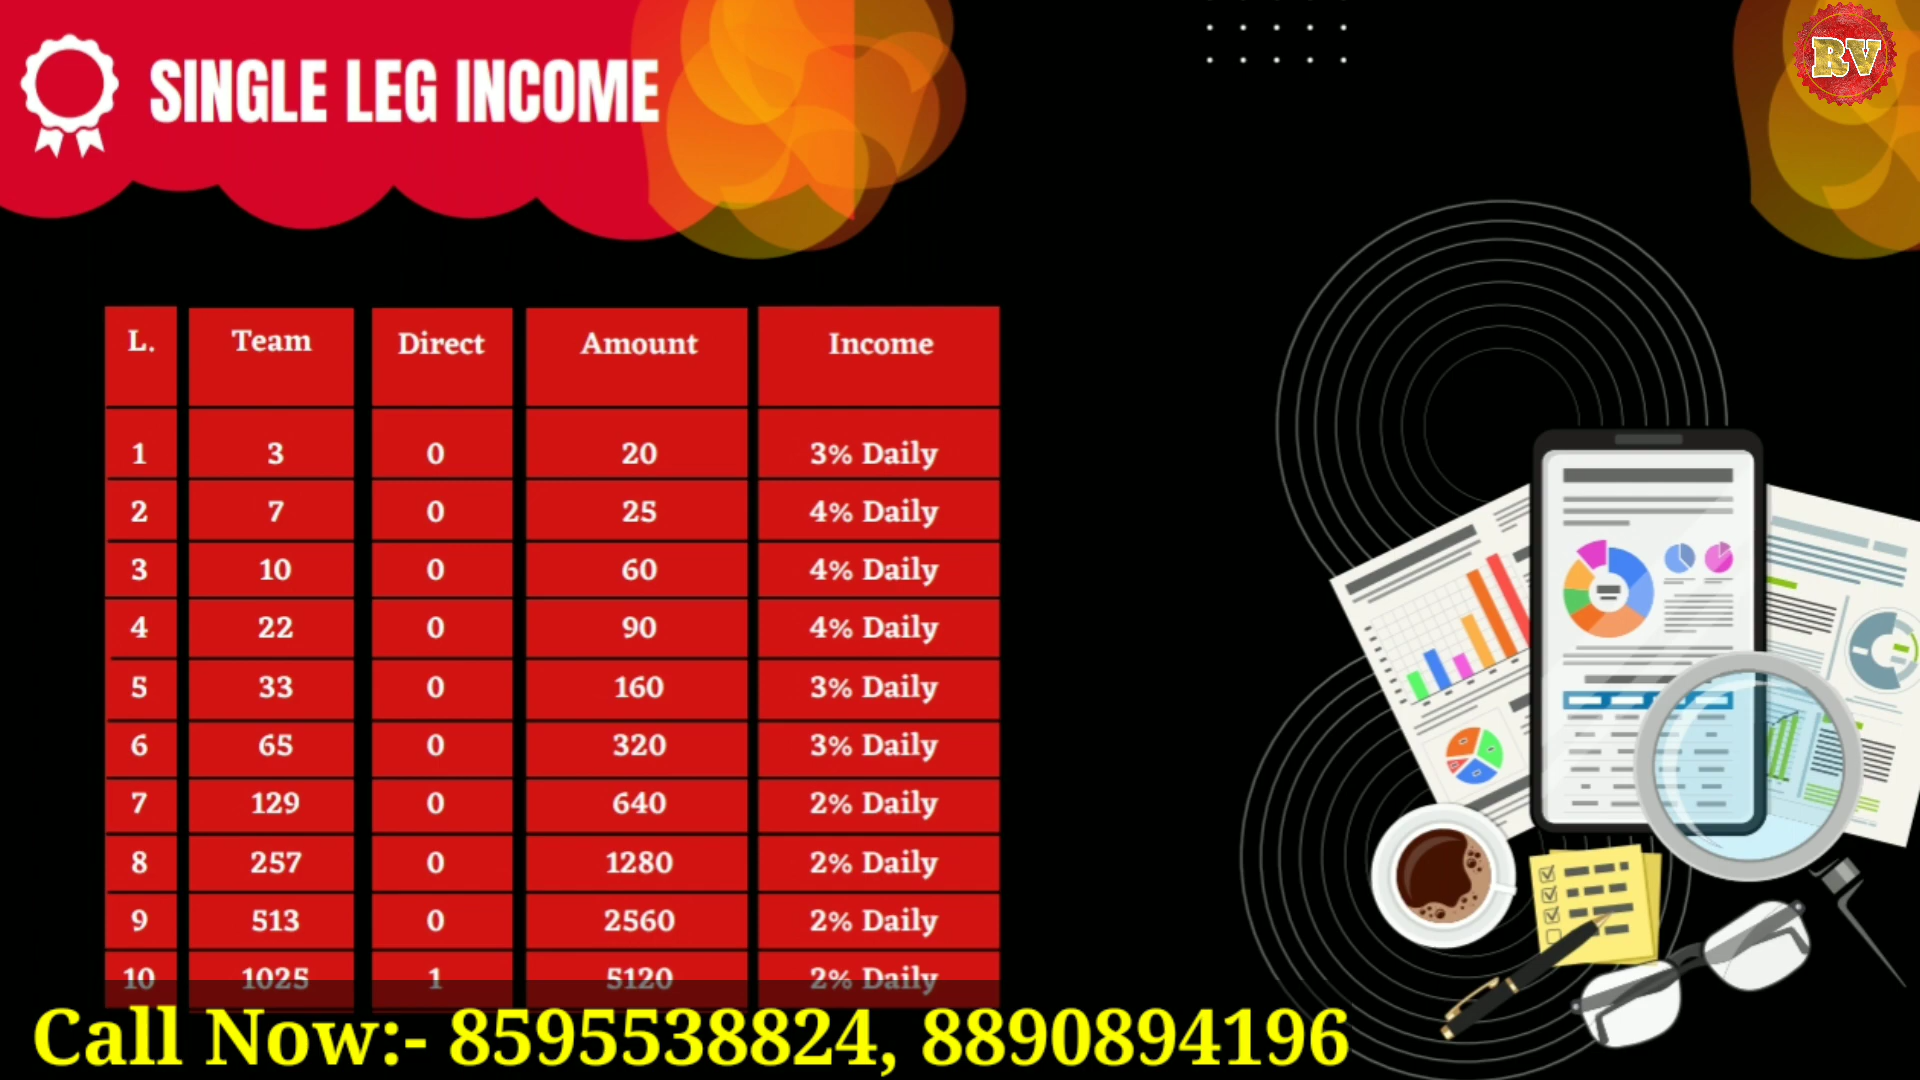 SINGLE LEG INCOME
RV
L. Team Direct Amount Income
1 3 0 20 3% Daily
2 7 0 25 4% Daily
3 10 0 60 4% Daily
4 22 0 90 4% Daily
5 33 0 160 3% Daily
6 65 0 320 3% Daily
7 129 0 640 2% Daily
8 257 0 1280 2% Daily
9 513 0 2560 2% Daily
10 1025 1 5120 2% Daily
Call Now:- 8595538824, 8890894196